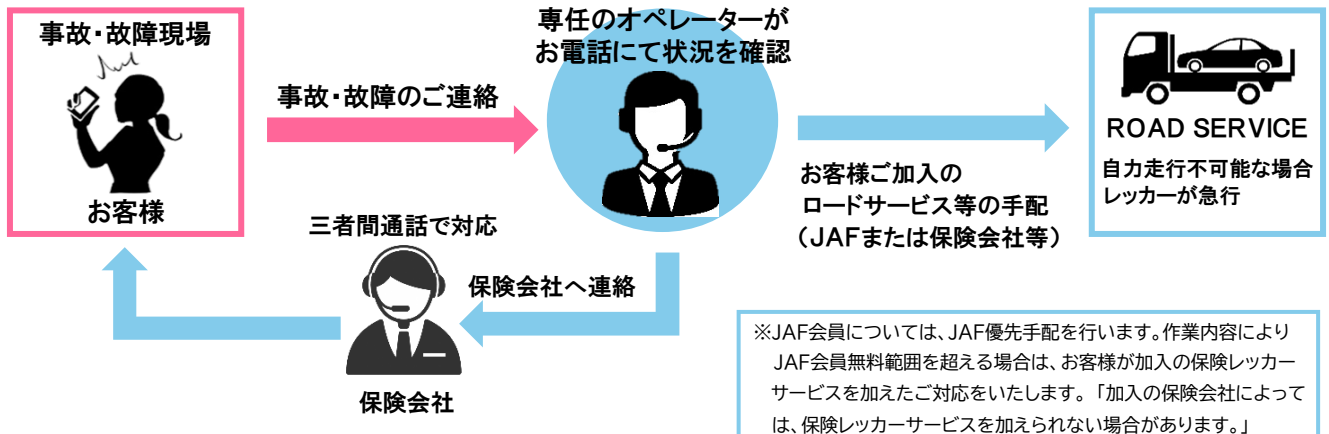 事故・故障現場
お客様
事故・故障のご連絡
専任のオペレーターが
お電話にて状況を確認
お客様ご加入の
ロードサービス等の手配
（JAFまたは保険会社等）
ROAD SERVICE
自力走行不可能な場合
レッカーが急行
三者間通話で対応
保険会社へ連絡
保険会社
※JAF会員については、JAF優先手配を行います。作業内容により
JAF会員無料範囲を超える場合は、お客様が加入の保険レッカー
サービスを加えたご対応をいたします。「加入の保険会社によって
は、保険レッカーサービスを加えられない場合があります。」